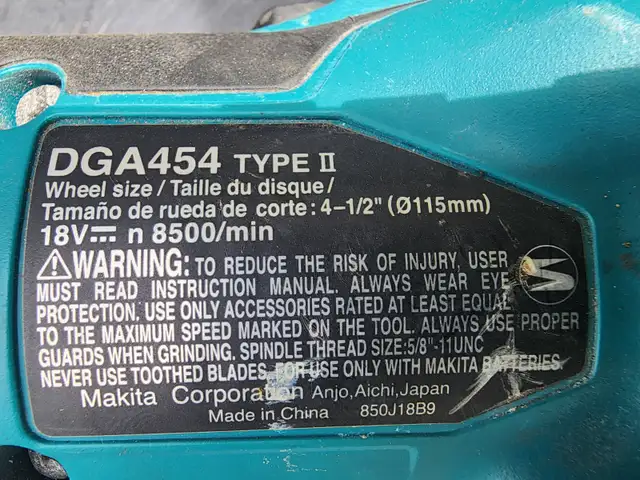 DGA454 TYPE II
Wheel size / Taille du disque /
Tamaño de rueda de corte : 4-1/2" (Ø115mm)
18V⎓ n 8500/min
⚠WARNING: TO REDUCE THE RISK OF INJURY, USER
MUST READ INSTRUCTION MANUAL. ALWAYS WEAR EYE
PROTECTION. USE ONLY ACCESSORIES RATED AT LEAST EQUAL
TO THE MAXIMUM SPEED MARKED ON THE TOOL. ALWAYS USE PROPER
GUARDS WHEN GRINDING. SPINDLE THREAD SIZE:5/8"-11UNC
NEVER USE TOOTHED BLADES. FOR USE ONLY WITH MAKITA BATTERIES.
Makita Corporation Anjo,Aichi,Japan
Made in China 850J18B9